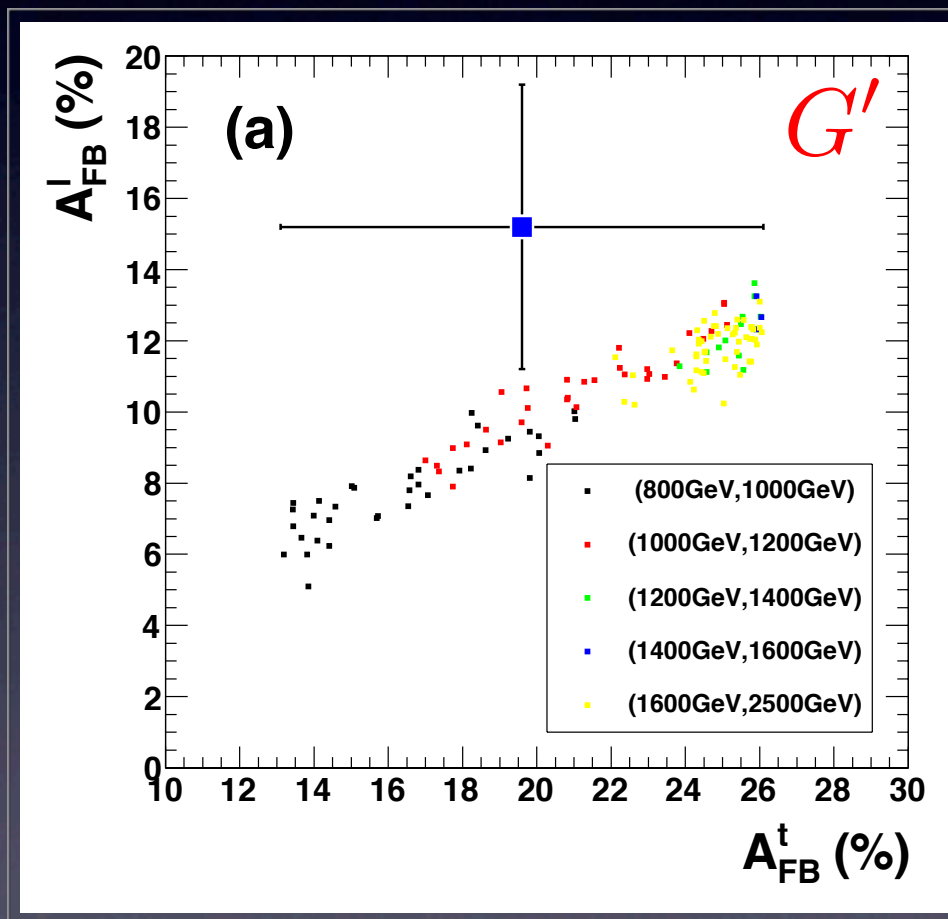 (a)
G′
A^l_FB (%)
20
18
16
14
12
10
8
6
4
2
0
(800GeV,1000GeV)
(1000GeV,1200GeV)
(1200GeV,1400GeV)
(1400GeV,1600GeV)
(1600GeV,2500GeV)
10 12 14 16 18 20 22 24 26 28 30
A^t_FB (%)